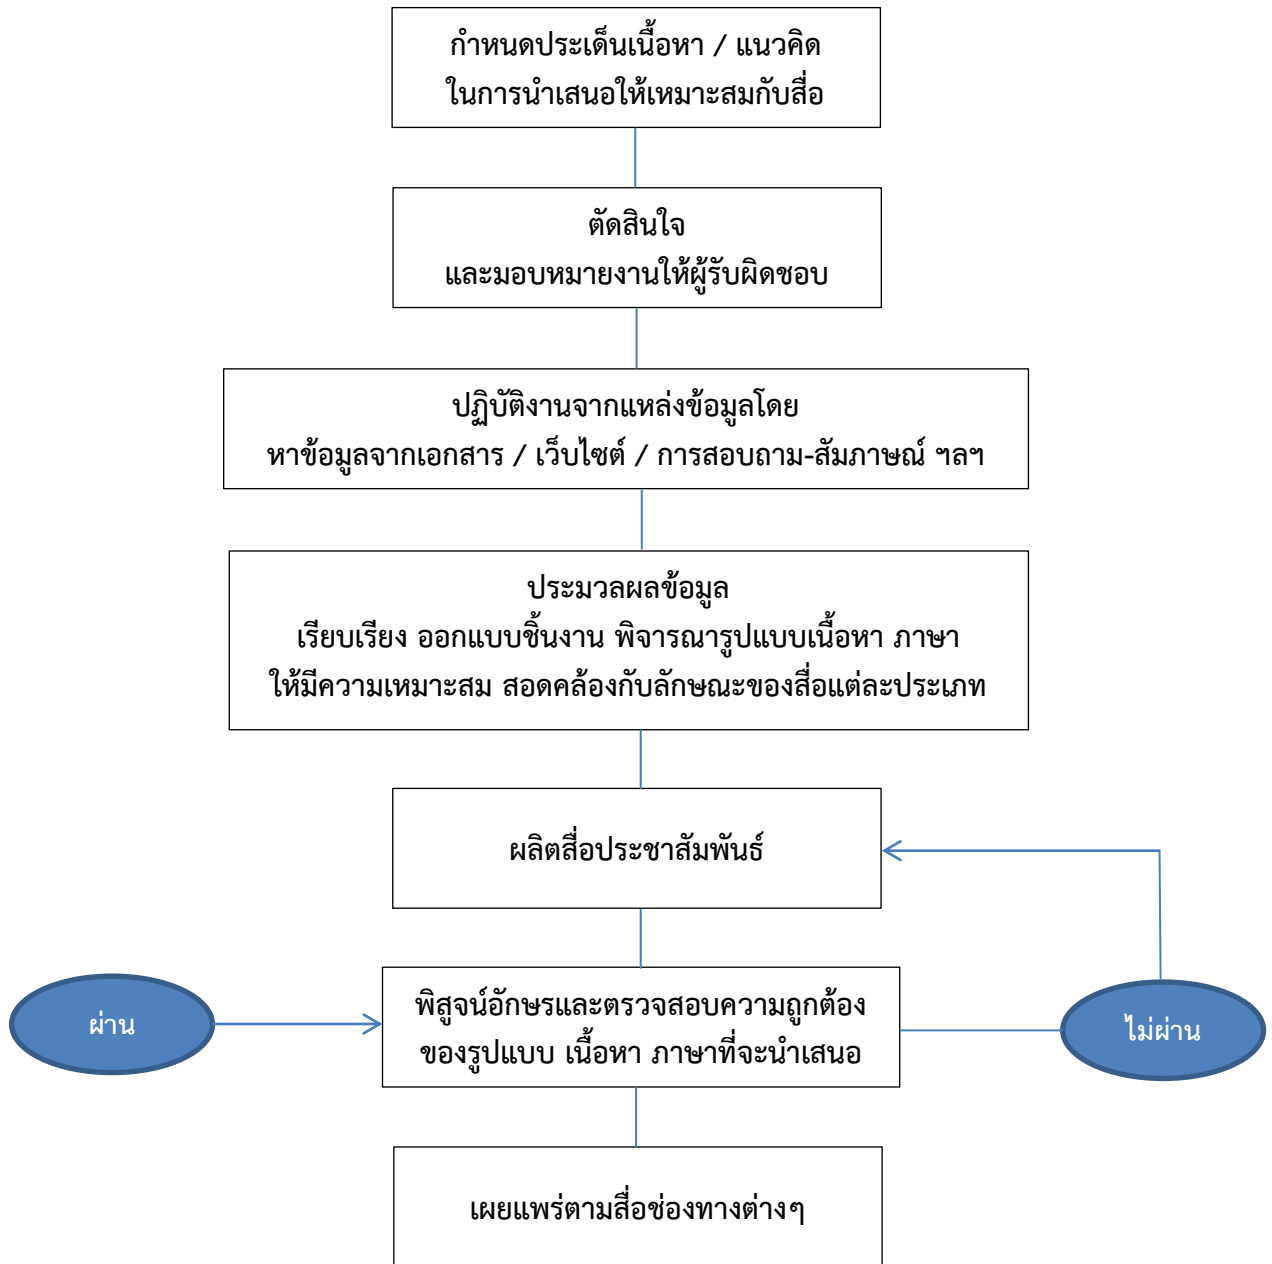 กำหนดประเด็นเนื้อหา / แนวคิด
ในการนำเสนอให้เหมาะสมกับสื่อ
ตัดสินใจ
และมอบหมายงานให้ผู้รับผิดชอบ
ปฏิบัติงานจากแหล่งข้อมูลโดย
หาข้อมูลจากเอกสาร / เว็บไซต์ / การสอบถาม-สัมภาษณ์ ฯลฯ
ประมวลผลข้อมูล
เรียบเรียง ออกแบบชิ้นงาน พิจารณารูปแบบเนื้อหา ภาษา
ให้มีความเหมาะสม สอดคล้องกับลักษณะของสื่อแต่ละประเภท
ผลิตสื่อประชาสัมพันธ์
ผ่าน
พิสูจน์อักษรและตรวจสอบความถูกต้อง
ของรูปแบบ เนื้อหา ภาษาที่จะนำเสนอ
ไม่ผ่าน
เผยแพร่ตามสื่อช่องทางต่างๆ